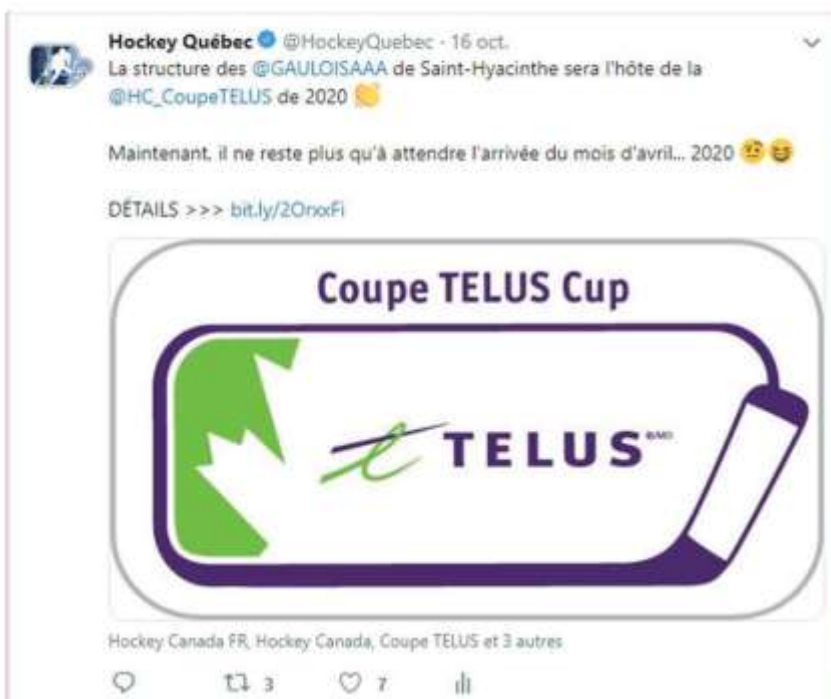 Hockey Québec @HockeyQuebec · 16 oct.
La structure des @GAULOISAAA de Saint-Hyacinthe sera l'hôte de la
@HC_CoupeTELUS de 2020
Maintenant, il ne reste plus qu'à attendre l'arrivée du mois d'avril... 2020
DÉTAILS >>> bit.ly/2OrxxFi
Coupe TELUS Cup
TELUS
Hockey Canada FR, Hockey Canada, Coupe TELUS et 3 autres
3 7